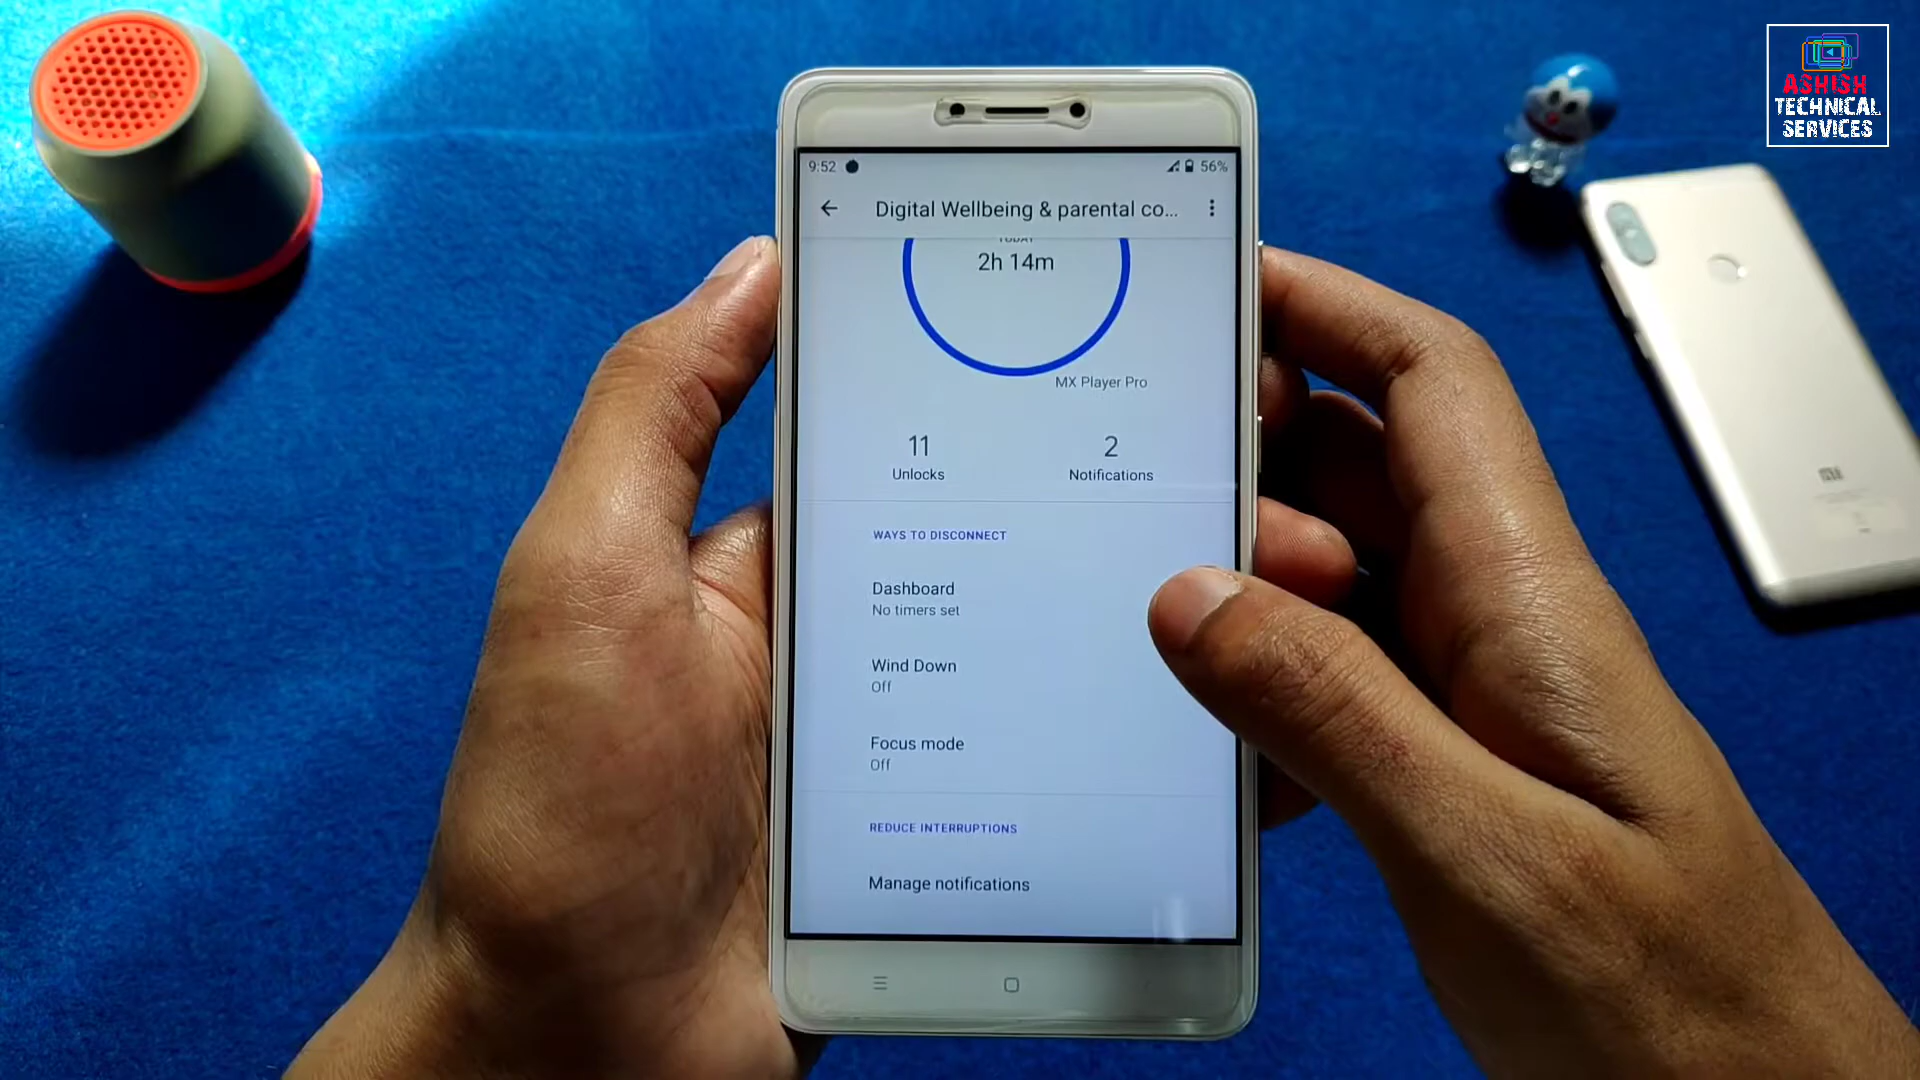 ASHISH
TECHNICAL
SERVICES
9:52
56%
Digital Wellbeing & parental co...
TODAY
2h 14m
MX Player Pro
11
Unlocks
2
Notifications
WAYS TO DISCONNECT
Dashboard
No timers set
Wind Down
Off
Focus mode
Off
REDUCE INTERRUPTIONS
Manage notifications